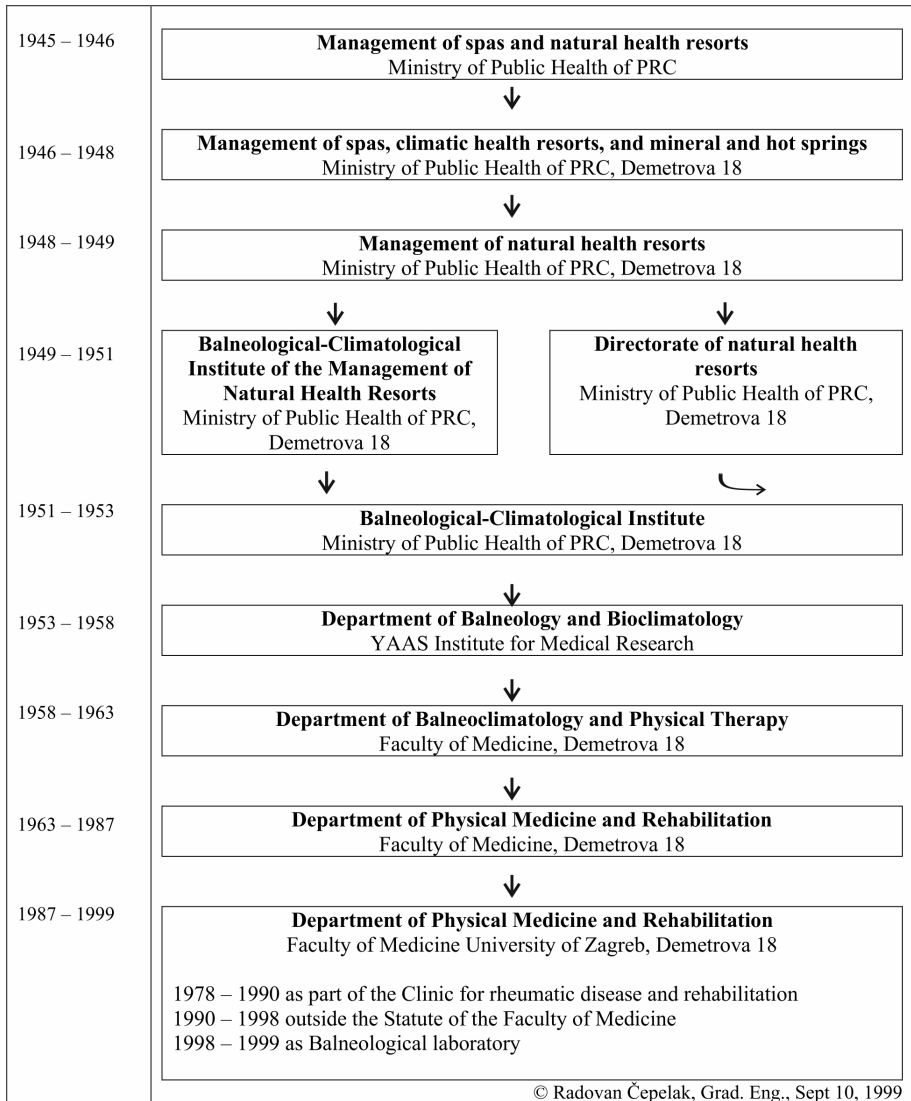 1945 – 1946
Management of spas and natural health resorts
Ministry of Public Health of PRC
1946 – 1948
Management of spas, climatic health resorts, and mineral and hot springs
Ministry of Public Health of PRC, Demetrova 18
1948 – 1949
Management of natural health resorts
Ministry of Public Health of PRC, Demetrova 18
1949 – 1951
Balneological-Climatological
Institute of the Management of
Natural Health Resorts
Ministry of Public Health of PRC,
Demetrova 18
Directorate of natural health
resorts
Ministry of Public Health of PRC,
Demetrova 18
1951 – 1953
Balneological-Climatological Institute
Ministry of Public Health of PRC, Demetrova 18
1953 – 1958
Department of Balneology and Bioclimatology
YAAS Institute for Medical Research
1958 – 1963
Department of Balneoclimatology and Physical Therapy
Faculty of Medicine, Demetrova 18
1963 – 1987
Department of Physical Medicine and Rehabilitation
Faculty of Medicine, Demetrova 18
1987 – 1999
Department of Physical Medicine and Rehabilitation
Faculty of Medicine University of Zagreb, Demetrova 18
1978 – 1990 as part of the Clinic for rheumatic disease and rehabilitation
1990 – 1998 outside the Statute of the Faculty of Medicine
1998 – 1999 as Balneological laboratory
© Radovan Čepelak, Grad. Eng., Sept 10, 1999